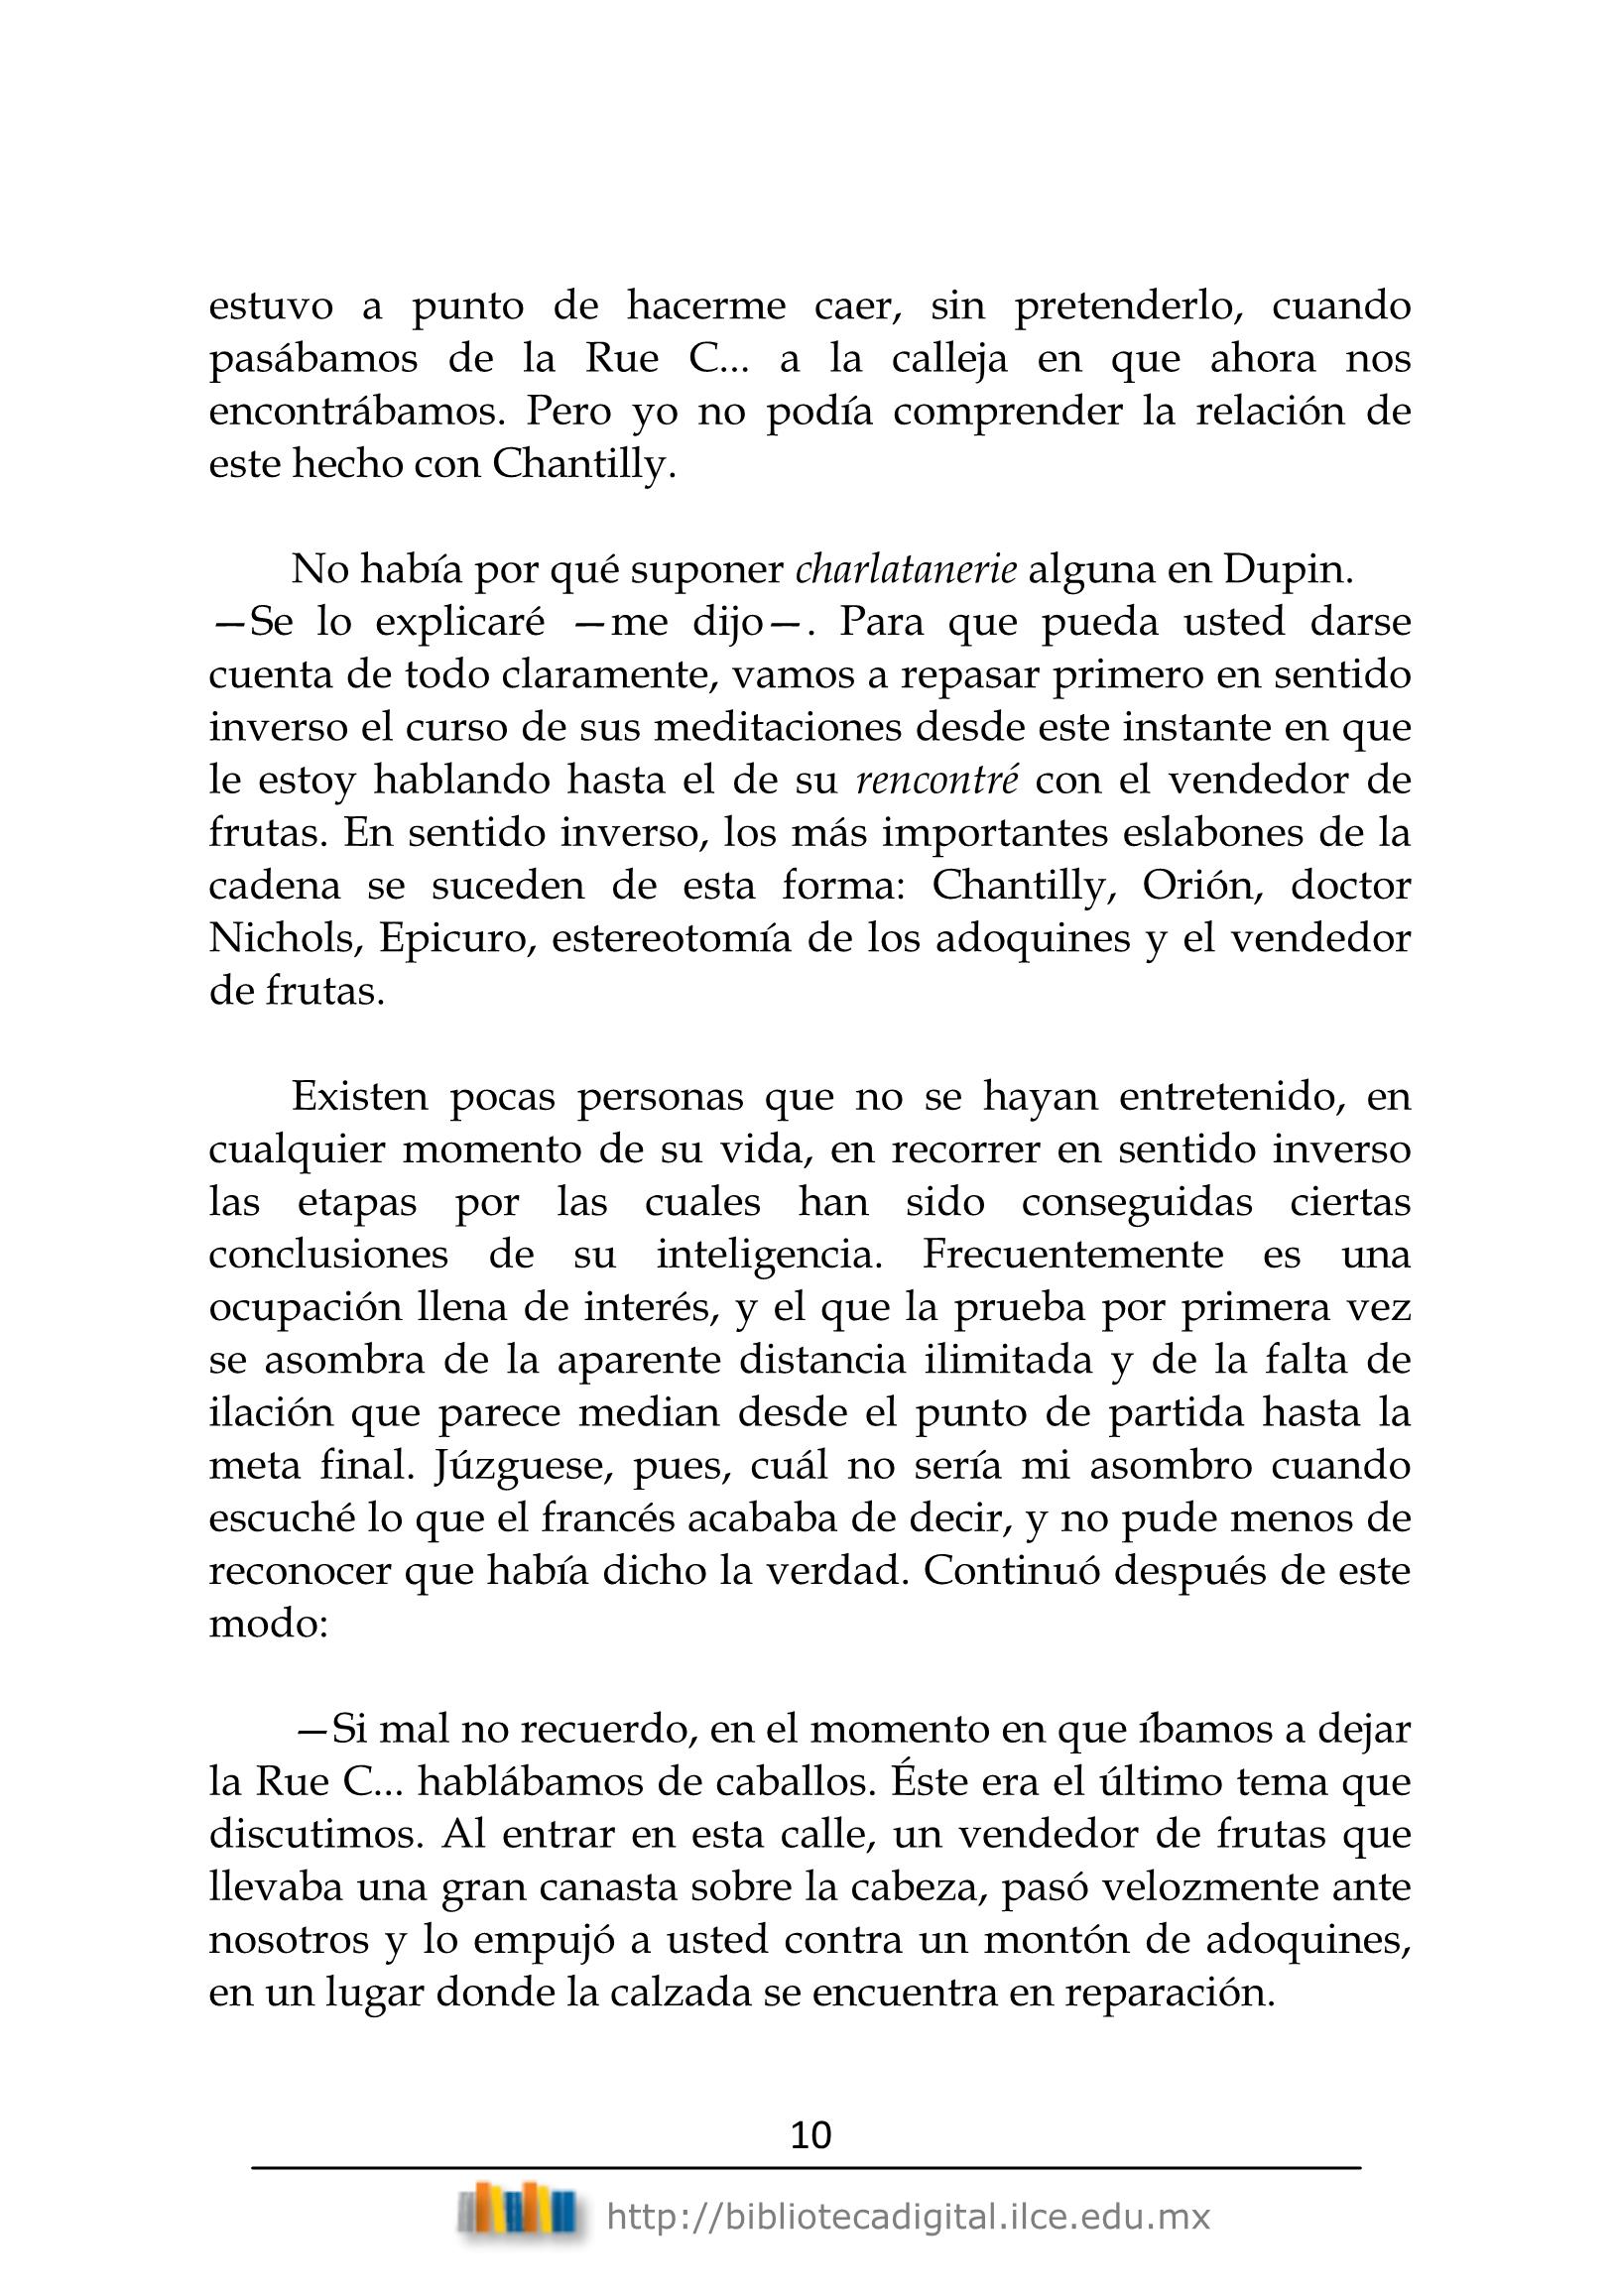 estuvo a punto de hacerme caer, sin pretenderlo, cuando
pasábamos de la Rue C... a la calleja en que ahora nos
encontrábamos. Pero yo no podía comprender la relación de
este hecho con Chantilly.
No había por qué suponer charlatanerie alguna en Dupin.
—Se lo explicaré —me dijo—. Para que pueda usted darse
cuenta de todo claramente, vamos a repasar primero en sentido
inverso el curso de sus meditaciones desde este instante en que
le estoy hablando hasta el de su rencontré con el vendedor de
frutas. En sentido inverso, los más importantes eslabones de la
cadena se suceden de esta forma: Chantilly, Orión, doctor
Nichols, Epicuro, estereotomía de los adoquines y el vendedor
de frutas.
Existen pocas personas que no se hayan entretenido, en
cualquier momento de su vida, en recorrer en sentido inverso
las etapas por las cuales han sido conseguidas ciertas
conclusiones de su inteligencia. Frecuentemente es una
ocupación llena de interés, y el que la prueba por primera vez
se asombra de la aparente distancia ilimitada y de la falta de
ilación que parece median desde el punto de partida hasta la
meta final. Júzguese, pues, cuál no sería mi asombro cuando
escuché lo que el francés acababa de decir, y no pude menos de
reconocer que había dicho la verdad. Continuó después de este
modo:
—Si mal no recuerdo, en el momento en que íbamos a dejar
la Rue C... hablábamos de caballos. Éste era el último tema que
discutimos. Al entrar en esta calle, un vendedor de frutas que
llevaba una gran canasta sobre la cabeza, pasó velozmente ante
nosotros y lo empujó a usted contra un montón de adoquines,
en un lugar donde la calzada se encuentra en reparación.
10
http://bibliotecadigital.ilce.edu.mx